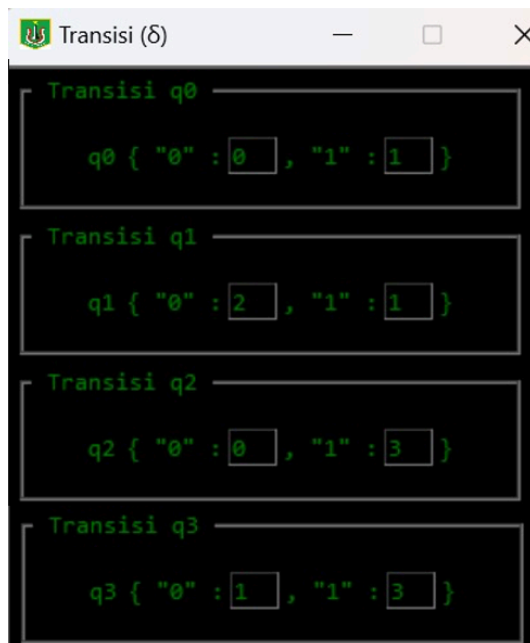 Transisi (δ)
Transisi q0
q0 { "0" : 0 , "1" : 1 }
Transisi q1
q1 { "0" : 2 , "1" : 1 }
Transisi q2
q2 { "0" : 0 , "1" : 3 }
Transisi q3
q3 { "0" : 1 , "1" : 3 }